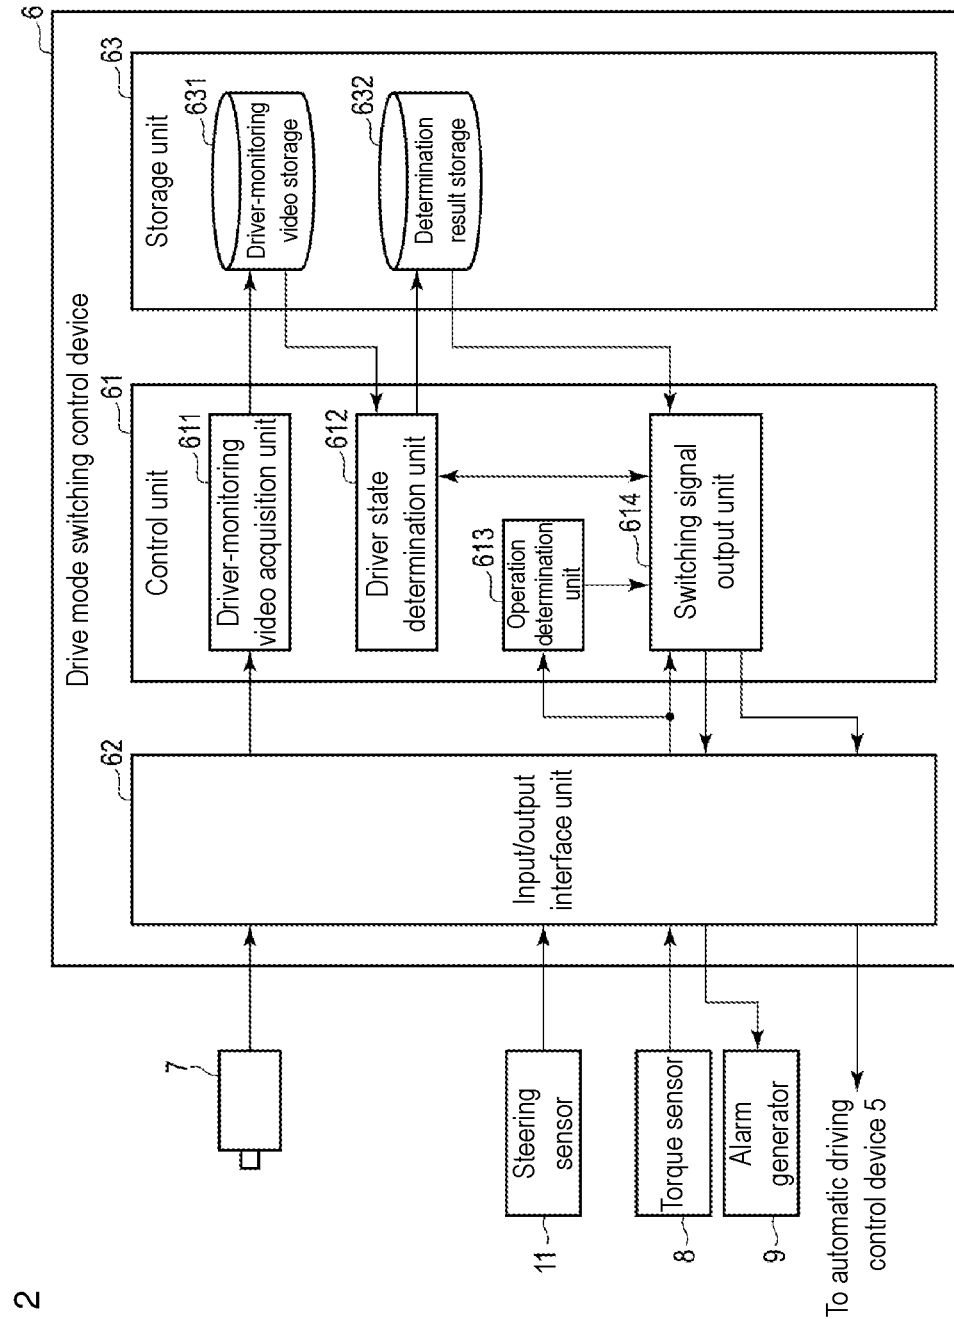 2
6
Drive mode switching control device
62
Input/output
interface unit
61
Control unit
611
Driver-monitoring
video acquisition unit
612
Driver state
determination unit
613
Operation
determination
unit
614
Switching signal
output unit
63
Storage unit
631
Driver-monitoring
video storage
632
Determination
result storage
7
11
Steering
sensor
8
Torque sensor
9
Alarm
generator
To automatic driving
control device 5